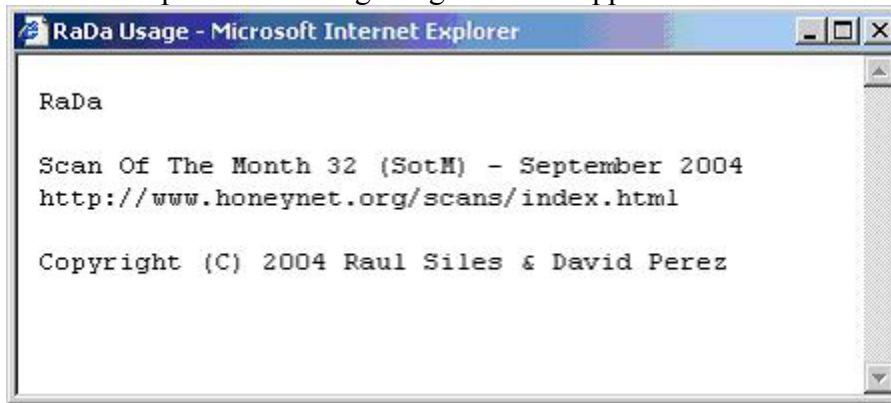 RaDa Usage - Microsoft Internet Explorer
RaDa
Scan Of The Month 32 (SotM) - September 2004
http://www.honeynet.org/scans/index.html
Copyright (C) 2004 Raul Siles & David Perez